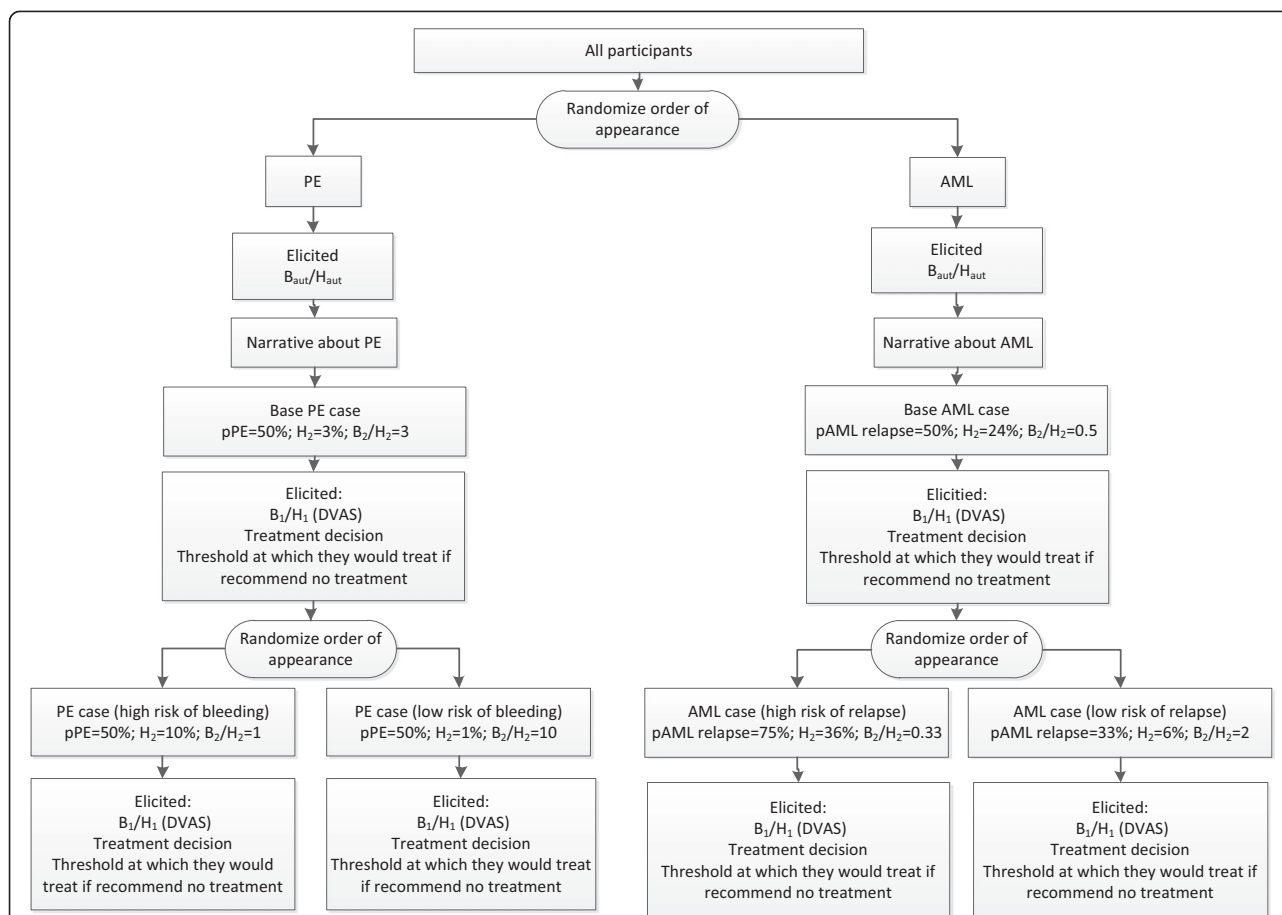 All participants
Randomize order of
appearance
PE
AML
Elicited
B₍aut₎/H₍aut₎
Elicited
B₍aut₎/H₍aut₎
Narrative about PE
Narrative about AML
Base PE case
pPE=50%; H₂=3%; B₂/H₂=3
Base AML case
pAML relapse=50%; H₂=24%; B₂/H₂=0.5
Elicited:
B₁/H₁ (DVAS)
Treatment decision
Threshold at which they would treat if
recommend no treatment
Elicitied:
B₁/H₁ (DVAS)
Treatment decision
Threshold at which they would treat if
recommend no treatment
Randomize order of
appearance
Randomize order of
appearance
PE case (high risk of bleeding)
pPE=50%; H₂=10%; B₂/H₂=1
PE case (low risk of bleeding)
pPE=50%; H₂=1%; B₂/H₂=10
AML case (high risk of relapse)
pAML relapse=75%; H₂=36%; B₂/H₂=0.33
AML case (low risk of relapse)
pAML relapse=33%; H₂=6%; B₂/H₂=2
Elicited:
B₁/H₁ (DVAS)
Treatment decision
Threshold at which they would
treat if recommend no treatment
Elicited:
B₁/H₁ (DVAS)
Treatment decision
Threshold at which they would treat
if recommend no treatment
Elicited:
B₁/H₁ (DVAS)
Treatment decision
Threshold at which they would treat if
recommend no treatment
Elicited:
B₁/H₁ (DVAS)
Treatment decision
Threshold at which they would treat if
recommend no treatment